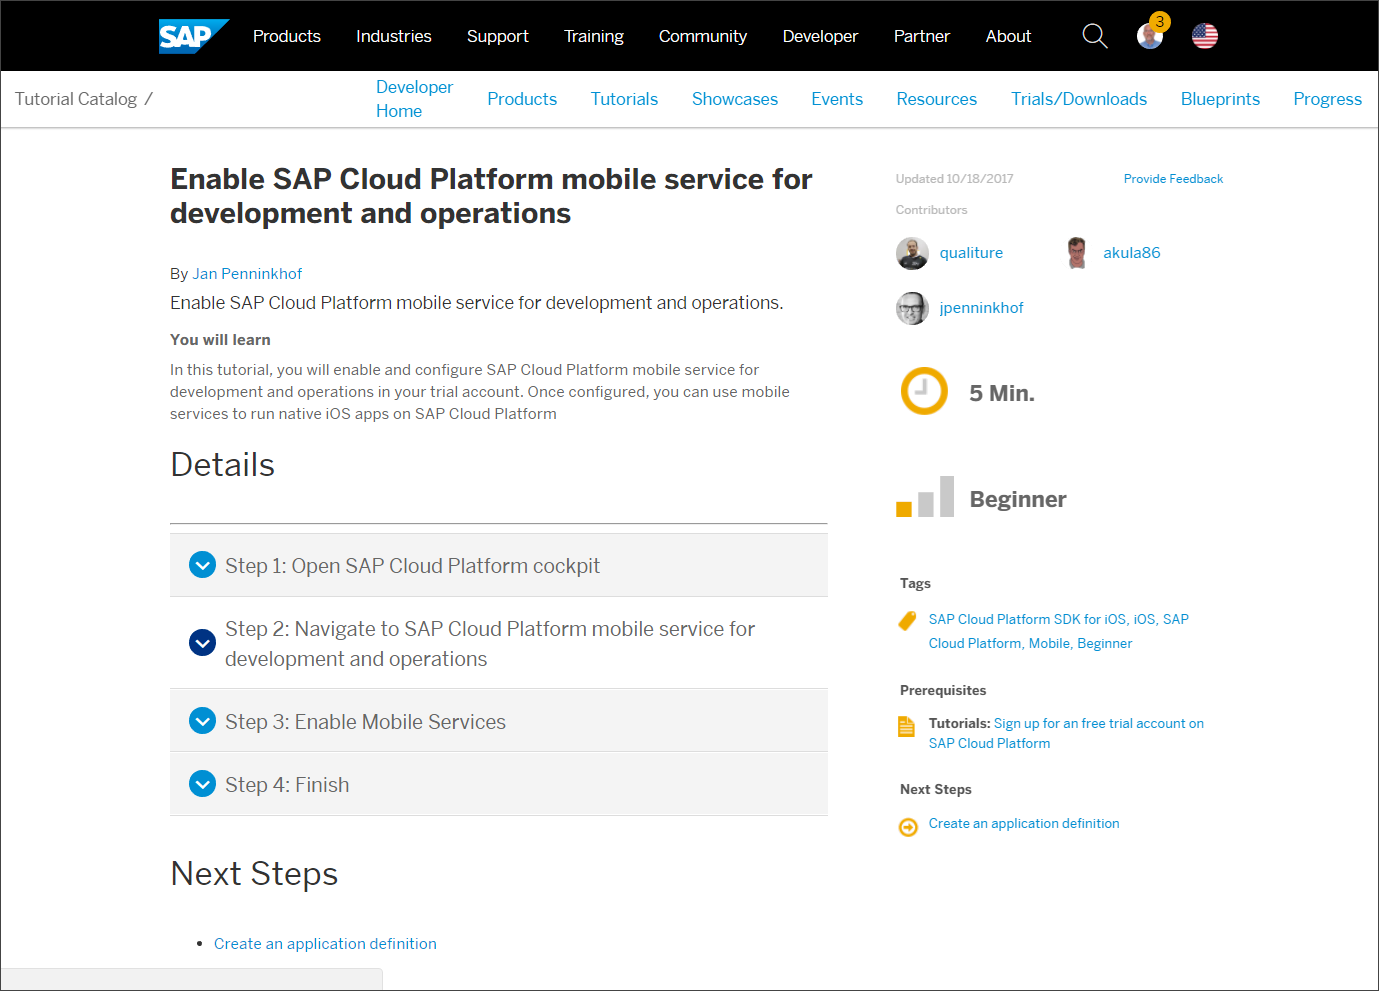 SAP
Products Industries Support Training Community Developer Partner About
3
Tutorial Catalog /
Developer
Home
Products Tutorials Showcases Events Resources Trials/Downloads Blueprints Progress
Enable SAP Cloud Platform mobile service for
development and operations
By Jan Penninkhof
Enable SAP Cloud Platform mobile service for development and operations.
You will learn
In this tutorial, you will enable and configure SAP Cloud Platform mobile service for
development and operations in your trial account. Once configured, you can use mobile
services to run native iOS apps on SAP Cloud Platform
Details
Step 1: Open SAP Cloud Platform cockpit
Step 2: Navigate to SAP Cloud Platform mobile service for
development and operations
Step 3: Enable Mobile Services
Step 4: Finish
Next Steps
• Create an application definition
Updated 10/18/2017 Provide Feedback
Contributors
qualiture akula86
jpenninkhof
5 Min.
Beginner
Tags
SAP Cloud Platform SDK for iOS, iOS, SAP
Cloud Platform, Mobile, Beginner
Prerequisites
Tutorials: Sign up for an free trial account on
SAP Cloud Platform
Next Steps
Create an application definition